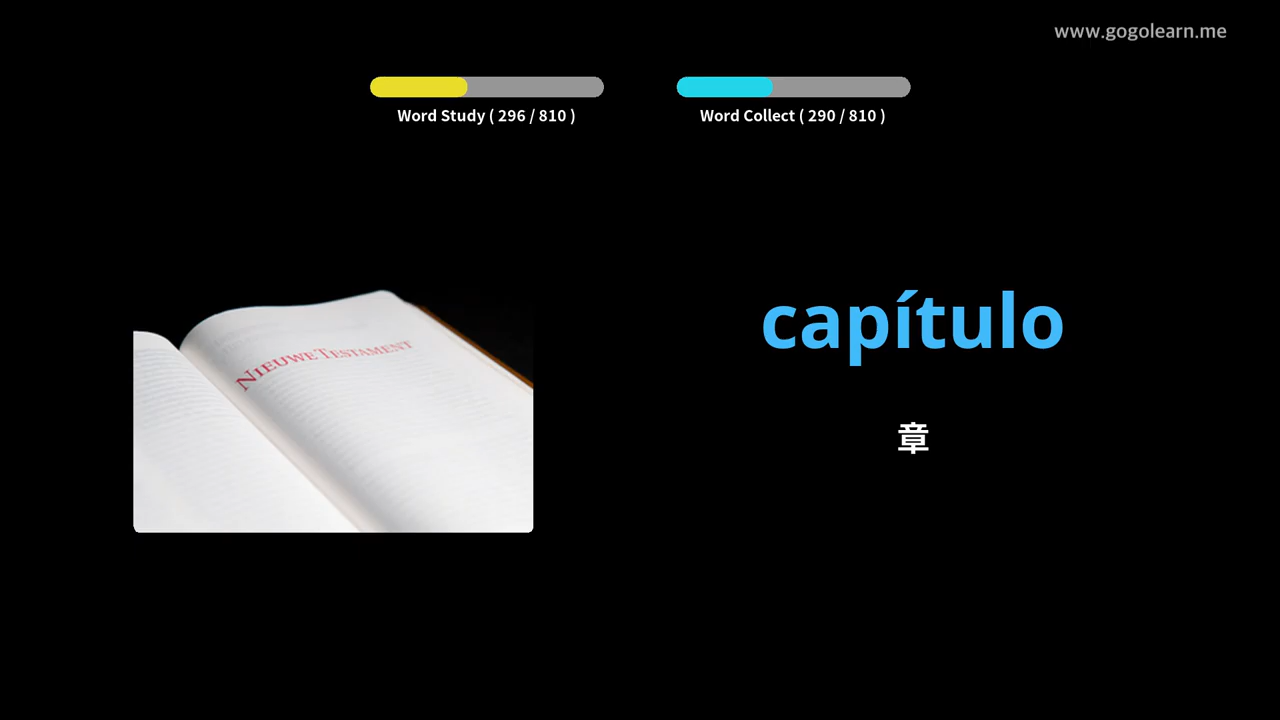 www.gogolearn.me
Word Study ( 296 / 810 )
Word Collect ( 290 / 810 )
NIEUWE TESTAMENT
capítulo
章